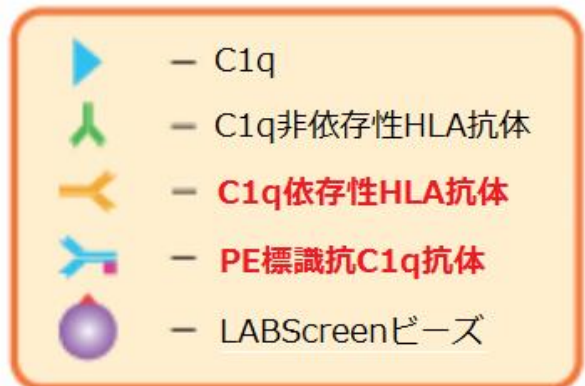 – C1q
– C1q非依存性HLA抗体
– C1q依存性HLA抗体
– PE標識抗C1q抗体
– LABScreenビーズ